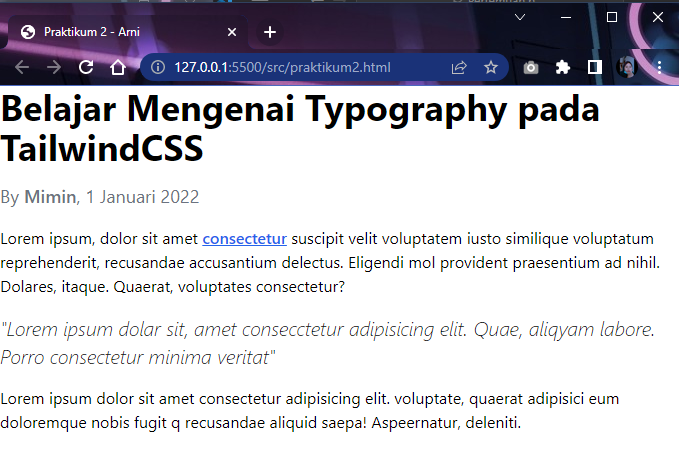 Praktikum 2 - Arni
127.0.0.1:5500/src/praktikum2.html
Belajar Mengenai Typography pada
TailwindCSS
By Mimin, 1 Januari 2022
Lorem ipsum, dolor sit amet consectetur suscipit velit voluptatem iusto similique voluptatum
reprehenderit, recusandae accusantium delectus. Eligendi mol provident praesentium ad nihil.
Dolares, itaque. Quaerat, voluptates consectetur?
"Lorem ipsum dolar sit, amet consecctetur adipisicing elit. Quae, aliqyam labore.
Porro consectetur minima veritat"
Lorem ipsum dolor sit amet consectetur adipisicing elit. voluptate, quaerat adipisici eum
doloremque nobis fugit q recusandae aliquid saepa! Aspeernatur, deleniti.